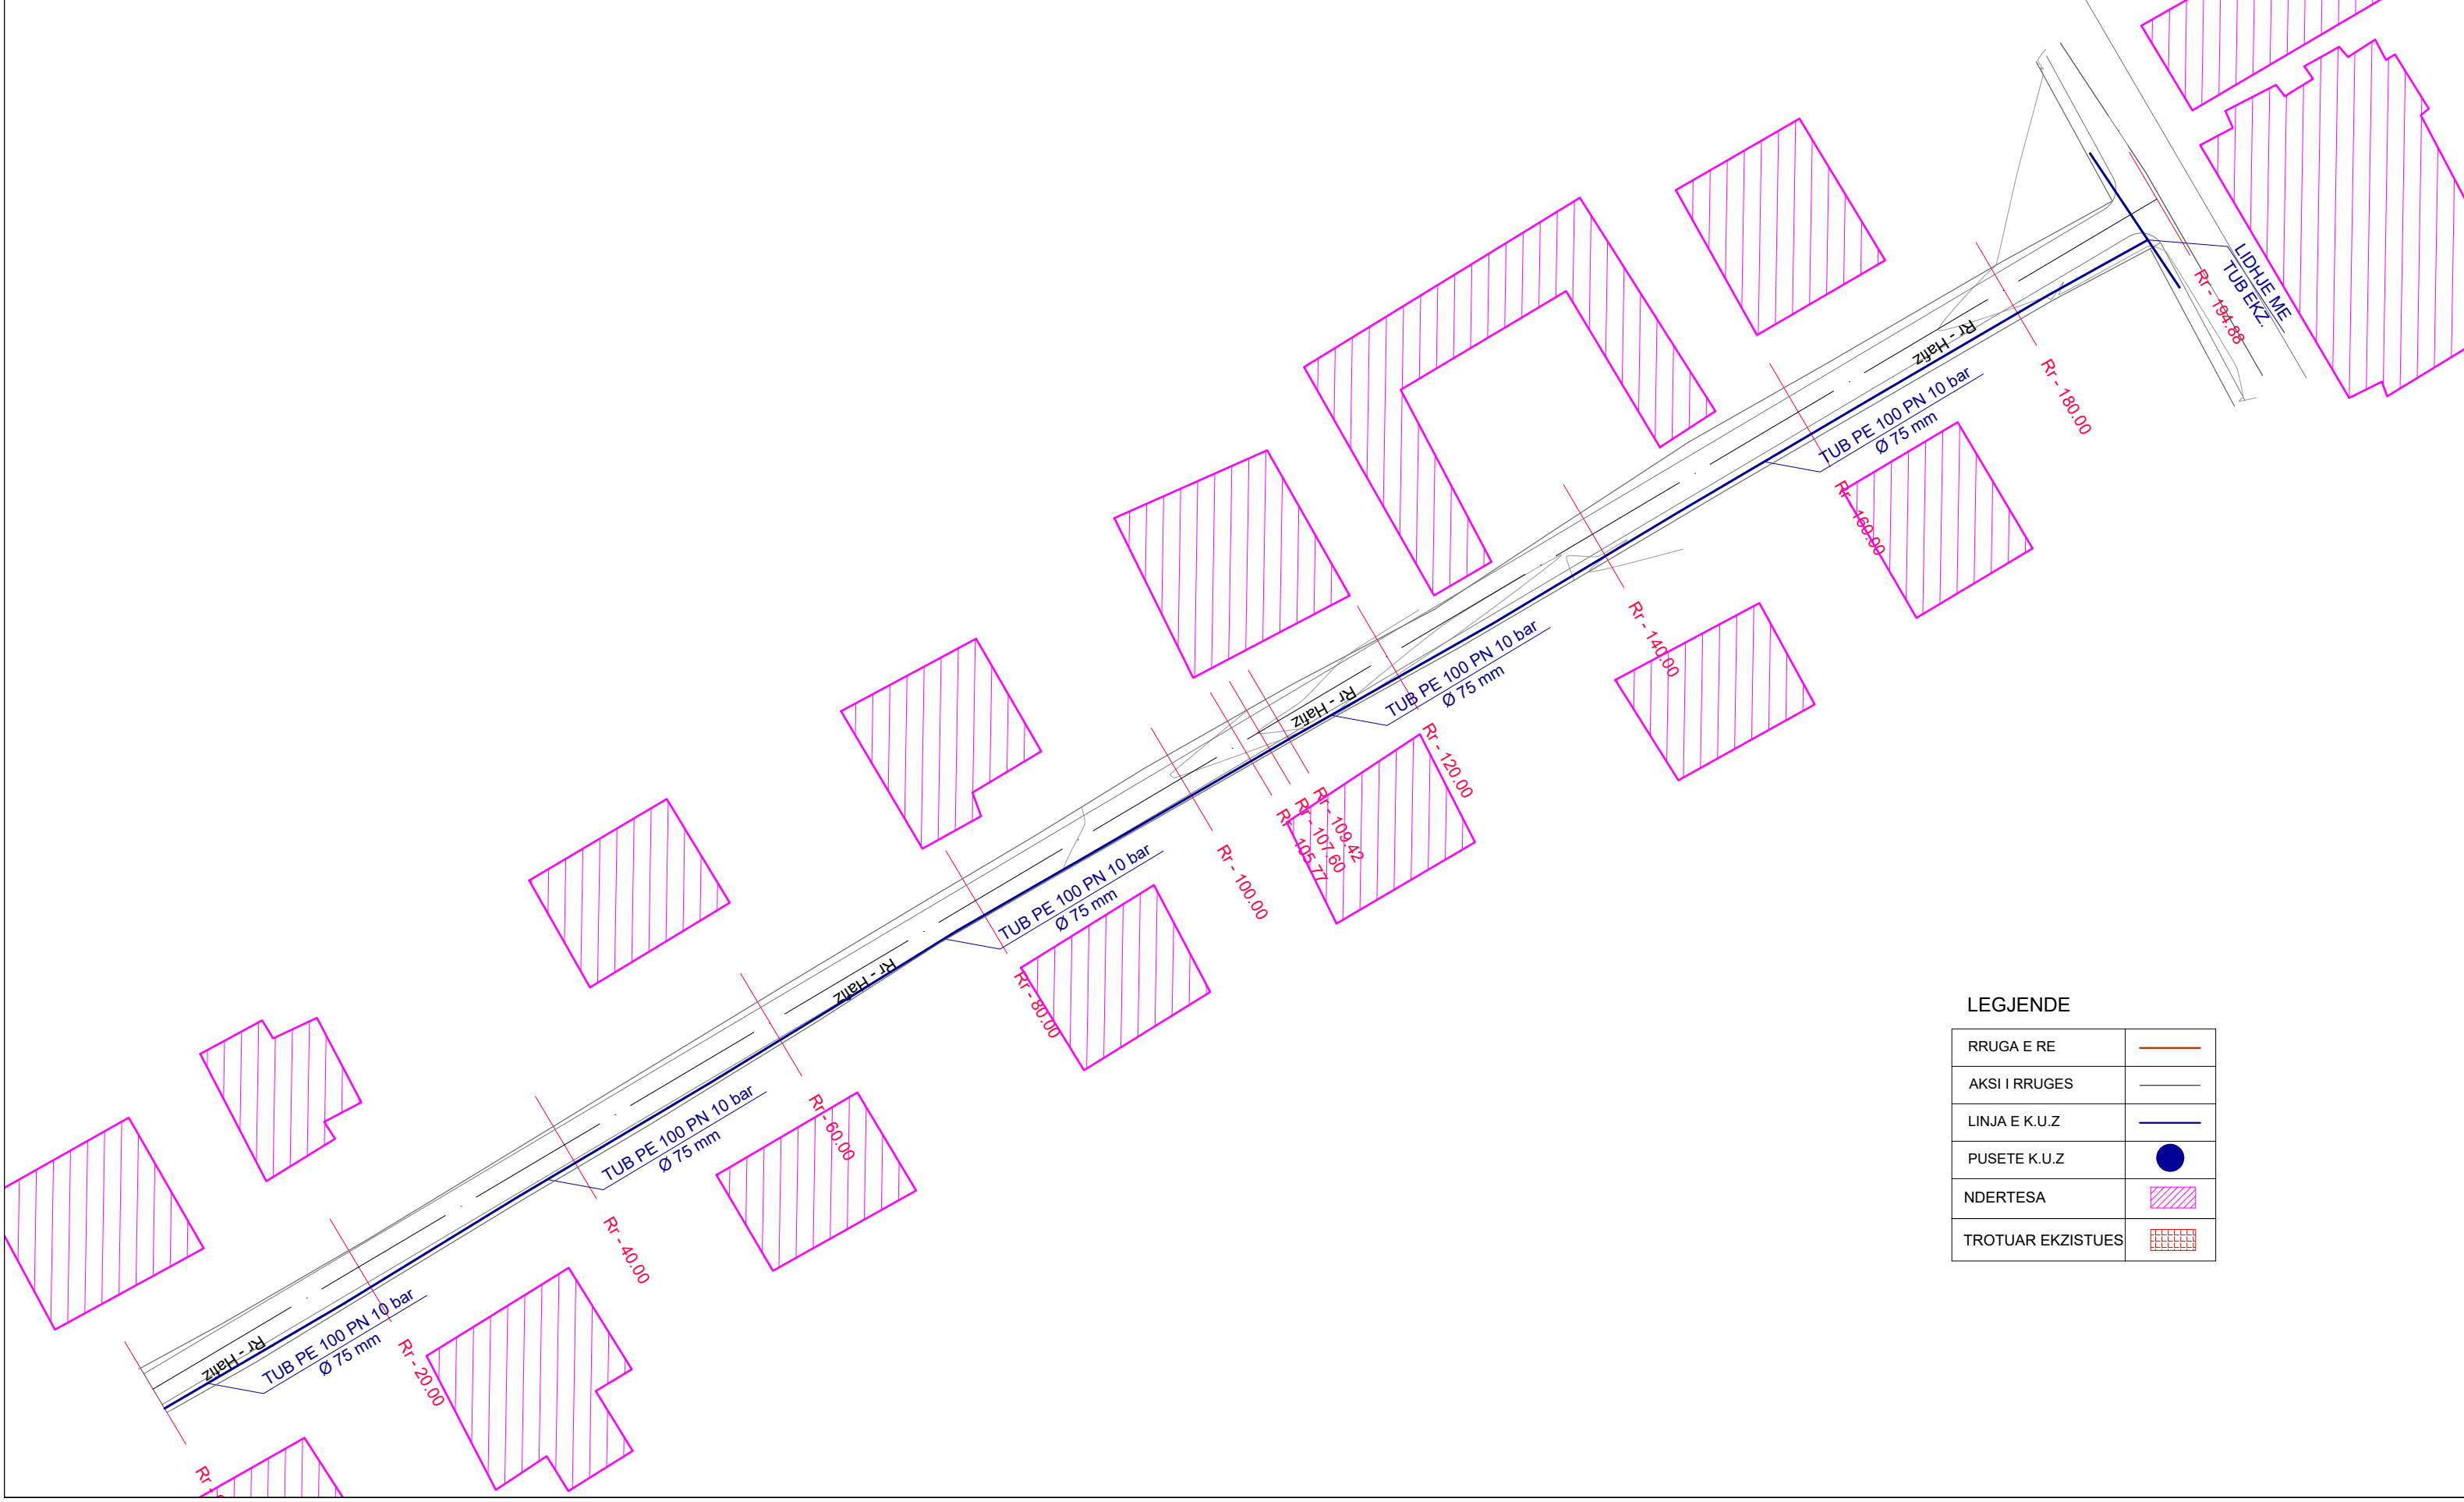 LIDHJE ME
TUB EKZ.
Rr - 194.88
Rr - Hafiz
Rr - 180.00
TUB PE 100 PN 10 bar
Ø 75 mm
Rr - 160.00
Rr - 140.00
TUB PE 100 PN 10 bar
Ø 75 mm
Rr - Hafiz
Rr - 120.00
Rr - 109.42
Rr - 107.60
Rr - 105.77
Rr - 100.00
TUB PE 100 PN 10 bar
Ø 75 mm
Rr - Hafiz
Rr - 80.00
Rr - 60.00
TUB PE 100 PN 10 bar
Ø 75 mm
Rr - 40.00
TUB PE 100 PN 10 bar
Ø 75 mm
Rr - Hafiz
Rr - 20.00
Rr -
LEGJENDE
RRUGA E RE
AKSI I RRUGES
LINJA E K.U.Z
PUSETE K.U.Z
NDERTESA
TROTUAR EKZISTUES